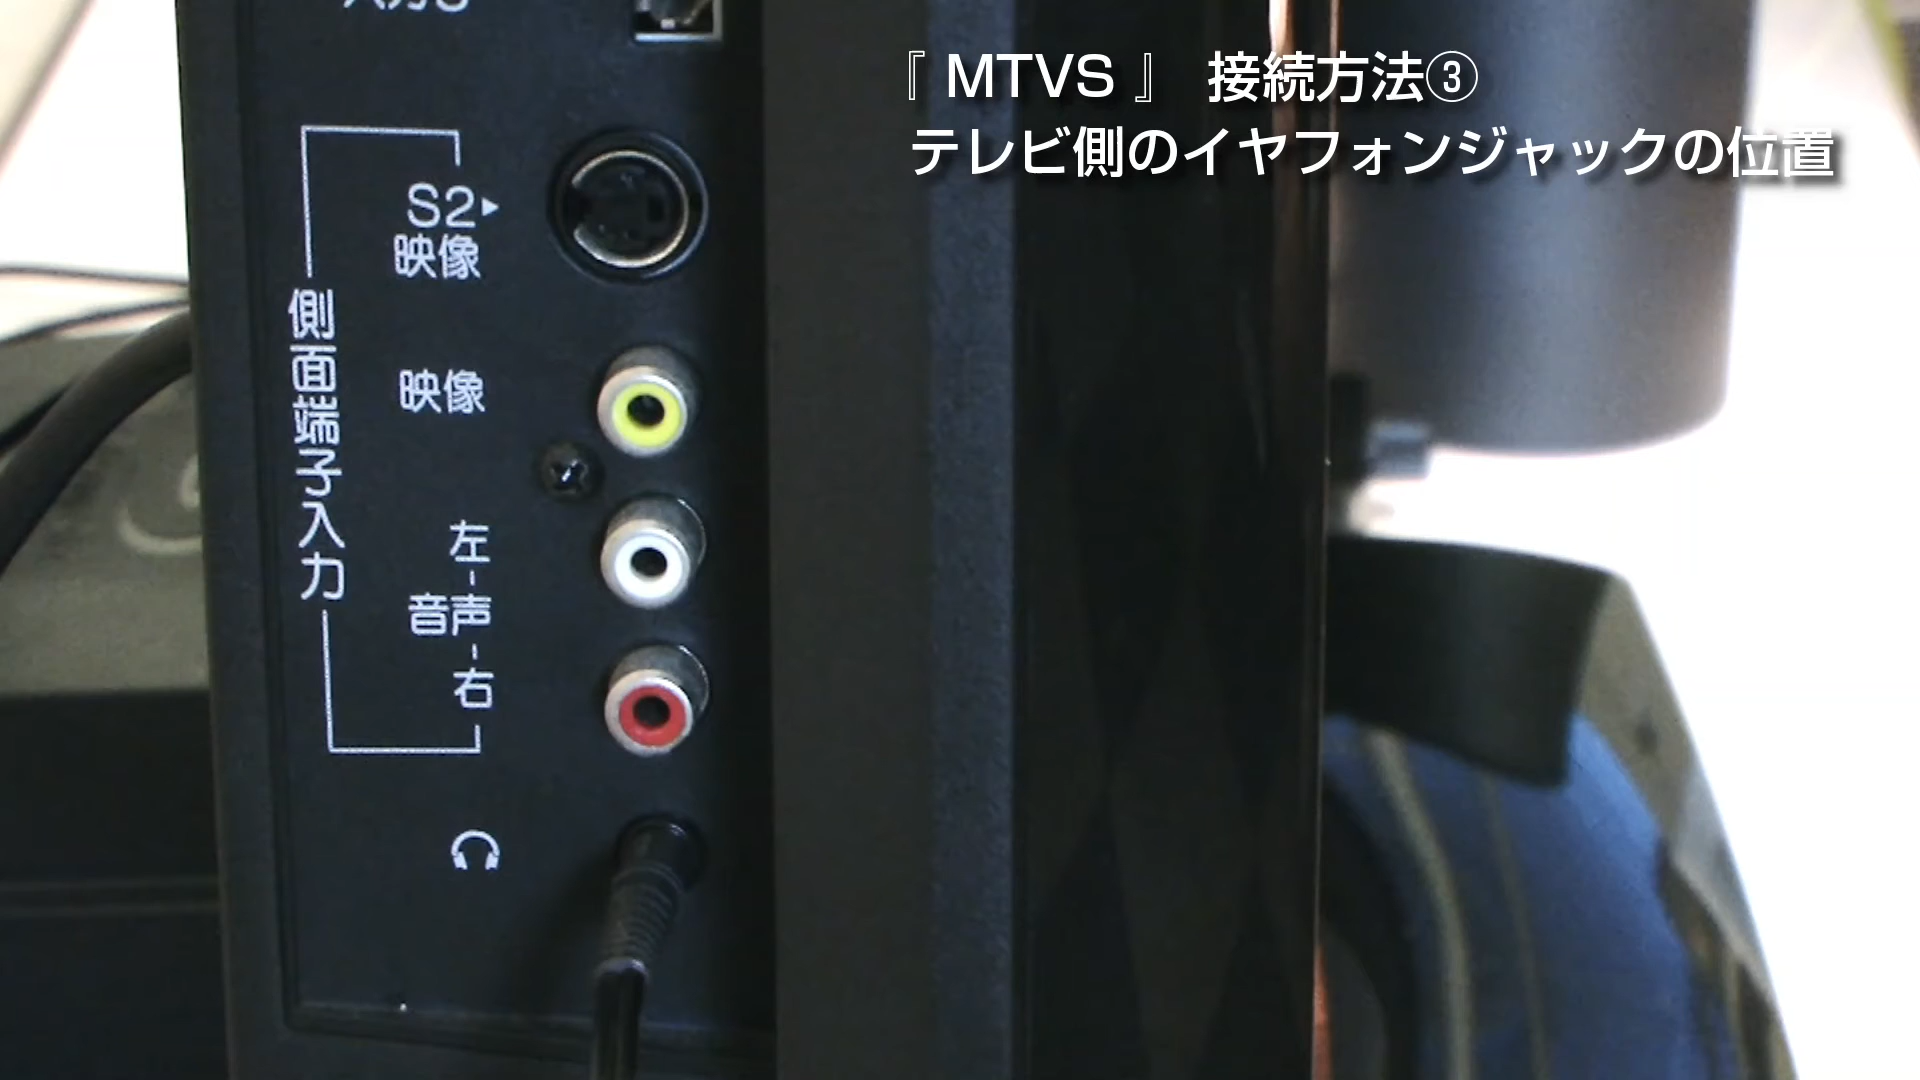 『 MTVS 』 接続方法③
テレビ側のイヤフォンジャックの位置
S2
映像
側面端子入力
映像
左
音声
右